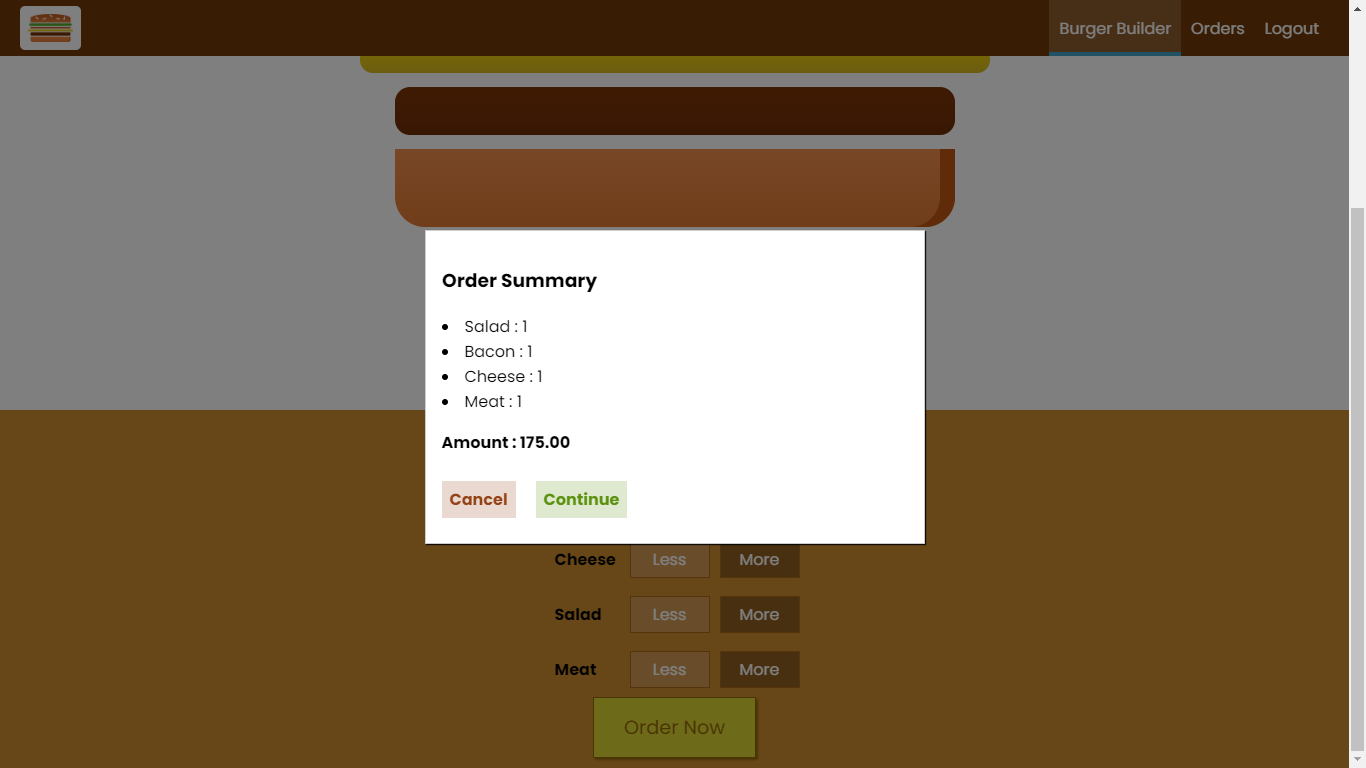 Burger Builder Orders Logout
Order Summary
Salad : 1
Bacon : 1
Cheese : 1
Meat : 1
Amount : 175.00
Cancel Continue
Cheese Less More
Salad Less More
Meat Less More
Order Now